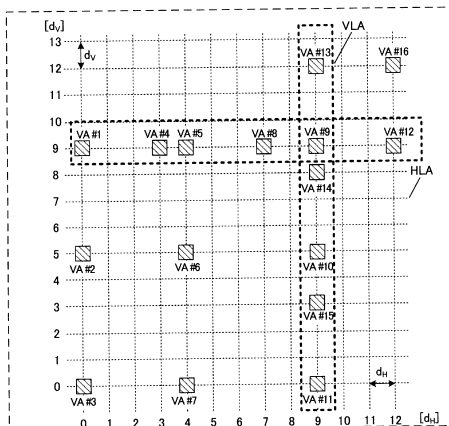 [dV]
13
dV
VLA
VA #13
VA #16
12
11
10
VA #1
VA #4
VA #5
VA #8
VA #9
VA #12
9
8
HLA
VA #14
7
6
5
VA #2
VA #6
VA #10
4
3
VA #15
2
1
dH
0
VA #3
VA #7
VA #11
0 1 2 3 4 5 6 7 8 9 10 11 12 [dH]